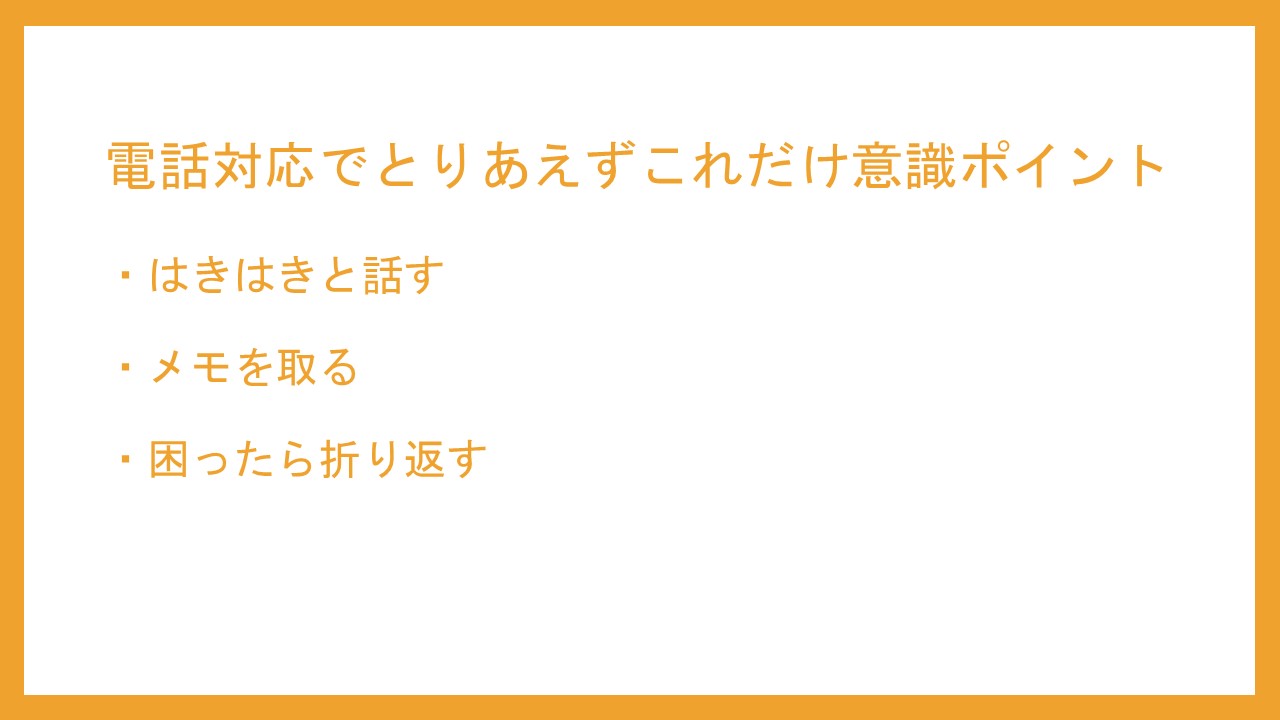 電話対応でとりあえずこれだけ意識ポイント
・はきはきと話す
・メモを取る
・困ったら折り返す